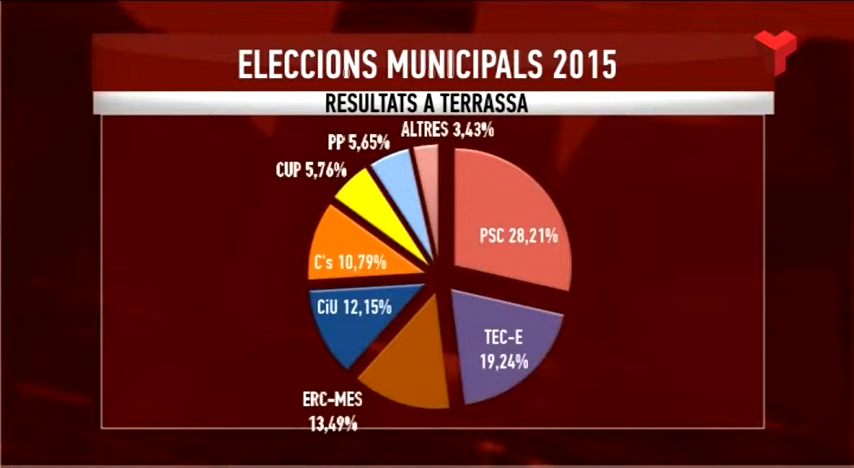 ELECCIONS MUNICIPALS 2015
RESULTATS A TERRASSA
ALTRES 3,43%
PP 5,65%
CUP 5,76%
PSC 28,21%
C's 10,79%
CiU 12,15%
TEC-E
19,24%
ERC-MES
13,49%